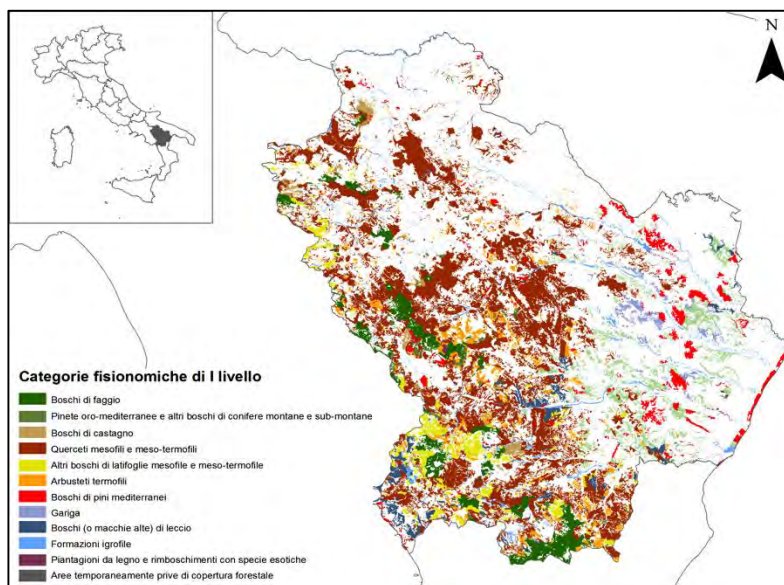 N
Categorie fisionomiche di I livello
Boschi di faggio
Pinete oro-mediterranee e altri boschi di conifere montane e sub-montane
Boschi di castagno
Querceti mesofili e meso-termofili
Altri boschi di latifoglie mesofile e meso-termofile
Arbusteti termofili
Boschi di pini mediterranei
Gariga
Boschi (o macchie alte) di leccio
Formazioni igrofile
Piantagioni da legno e rimboschimenti con specie esotiche
Aree temporaneamente prive di copertura forestale